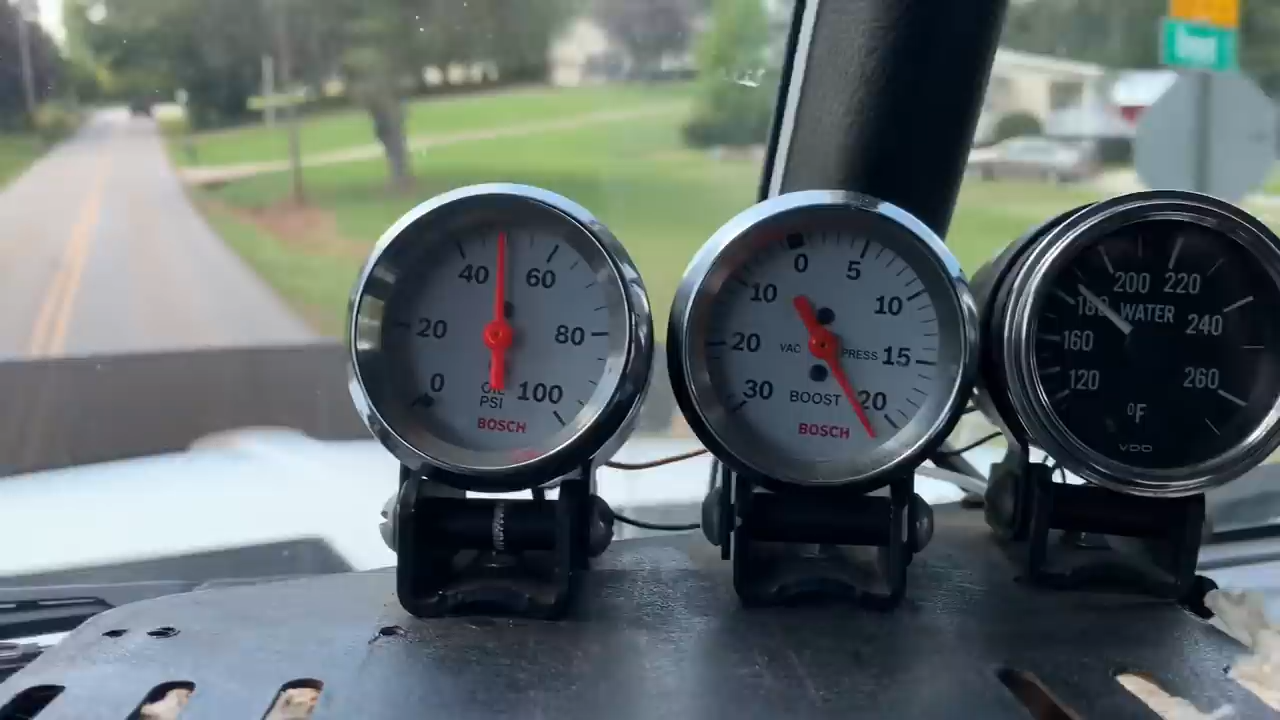 40 60
20 80
0 100
OIL
PSI
BOSCH
0 5
10 10
20 VAC PRESS 15
30 BOOST 20
BOSCH
200 220
180 WATER 240
160
120 260
°F
VDO